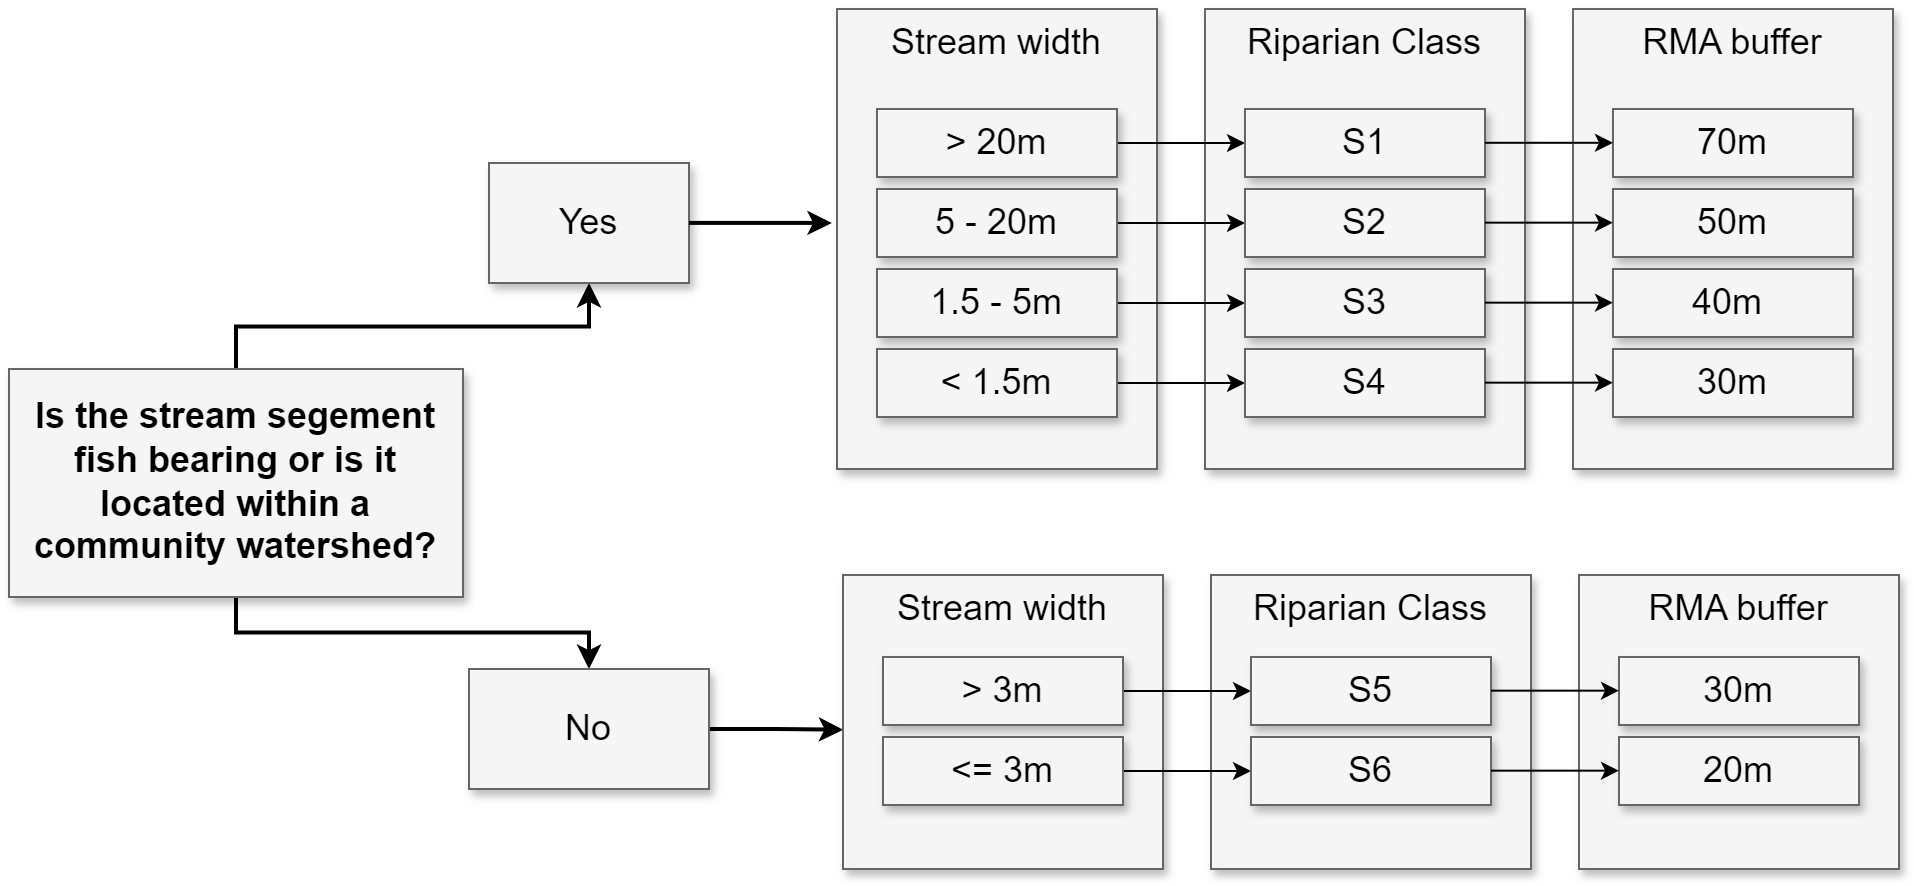 Is the stream segement
fish bearing or is it
located within a
community watershed?
Yes
Stream width
Riparian Class
RMA buffer
> 20m
S1
70m
5 - 20m
S2
50m
1.5 - 5m
S3
40m
< 1.5m
S4
30m
No
Stream width
Riparian Class
RMA buffer
> 3m
S5
30m
<= 3m
S6
20m